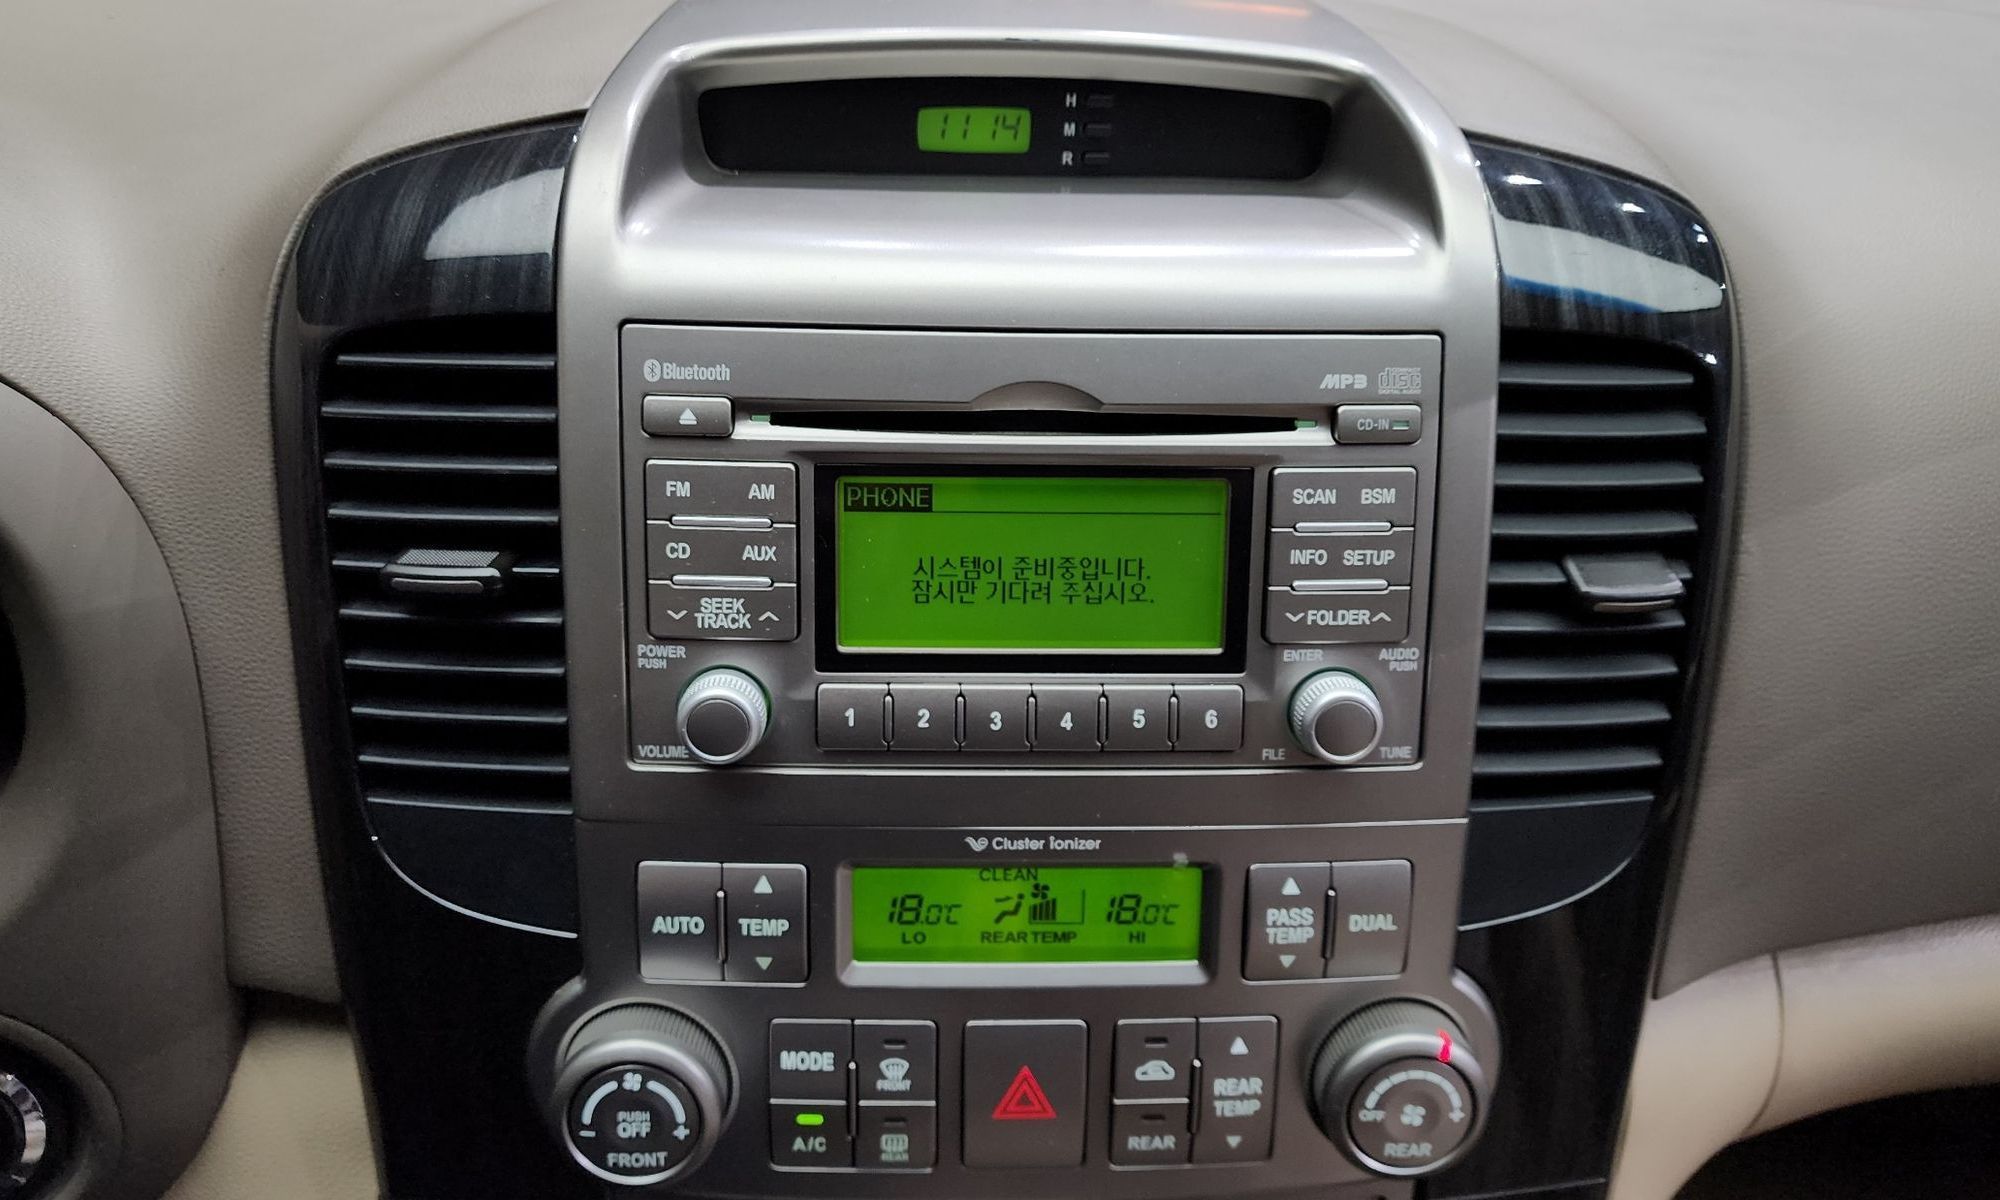 11 14
H
M
R
Bluetooth
MP3
COMPACT
disc
DIGITAL AUDIO
CD-IN
FM AM
CD AUX
SEEK
TRACK
PHONE
시스템이 준비중입니다.
잠시만 기다려 주십시오.
SCAN BSM
INFO SETUP
FOLDER
POWER
PUSH
VOLUME
1 2 3 4 5 6
ENTER
AUDIO
PUSH
FILE
TUNE
Cluster ionizer
AUTO
TEMP
CLEAN
18.0°C 18.0°C
LO REAR TEMP HI
PASS
TEMP
DUAL
PUSH
OFF
- +
FRONT
MODE
FRONT
A/C
REAR
REAR
REAR
TEMP
OFF +
REAR